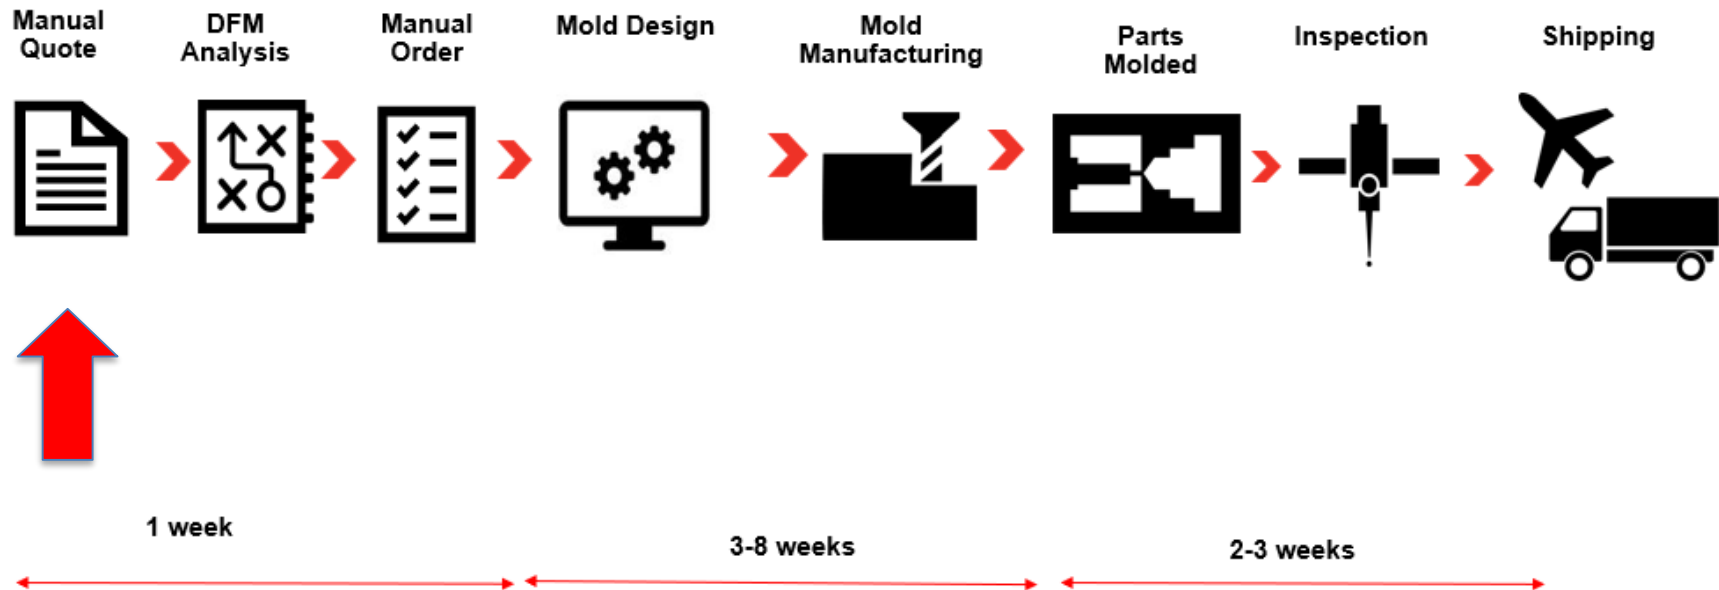 Manual
Quote
DFM
Analysis
Manual
Order
Mold Design
Mold
Manufacturing
Parts
Molded
Inspection
Shipping
1 week
3-8 weeks
2-3 weeks